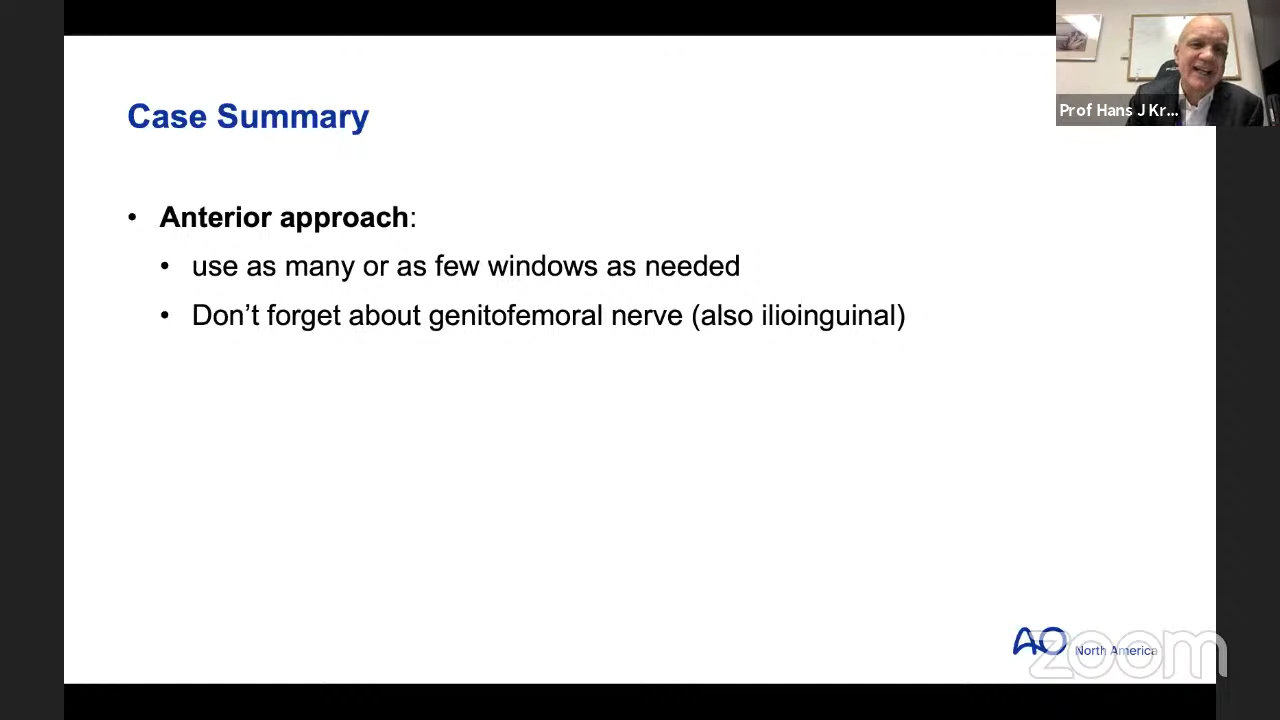 Prof Hans J Kr...
Case Summary
• Anterior approach:
• use as many or as few windows as needed
• Don’t forget about genitofemoral nerve (also ilioinguinal)
AO North America
zoom